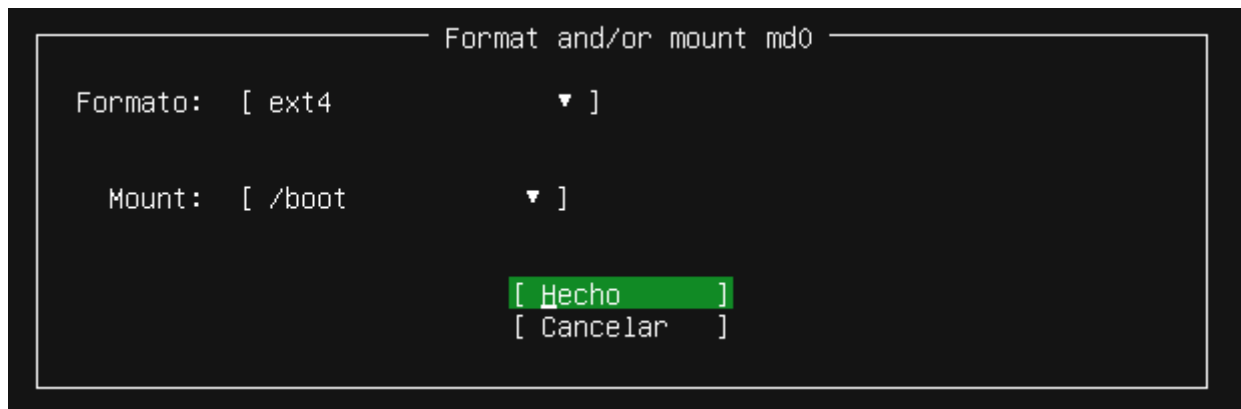 Format and/or mount md0
Formato: [ ext4 ▾ ]
Mount: [ /boot ▾ ]
[ Hecho ]
[ Cancelar ]